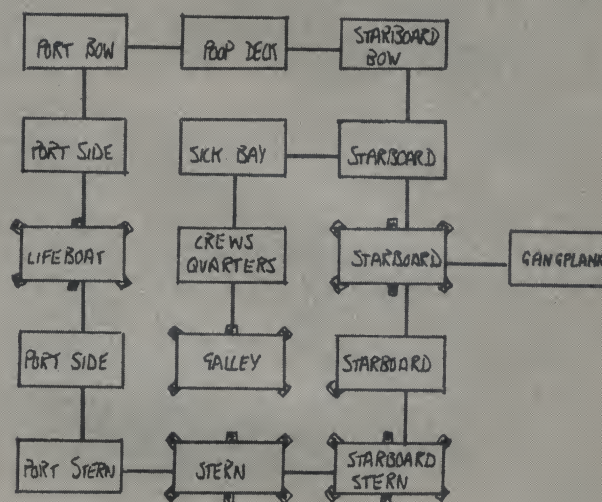 PORT BOW
POOP DECK
STARBOARD
BOW
PORT SIDE
SICK BAY
STARBOARD
LIFEBOAT
CREWS
QUARTERS
STARBOARD
GANGPLANK
PORT SIDE
GALLEY
STARBOARD
PORT STERN
STERN
STARBOARD
STERN